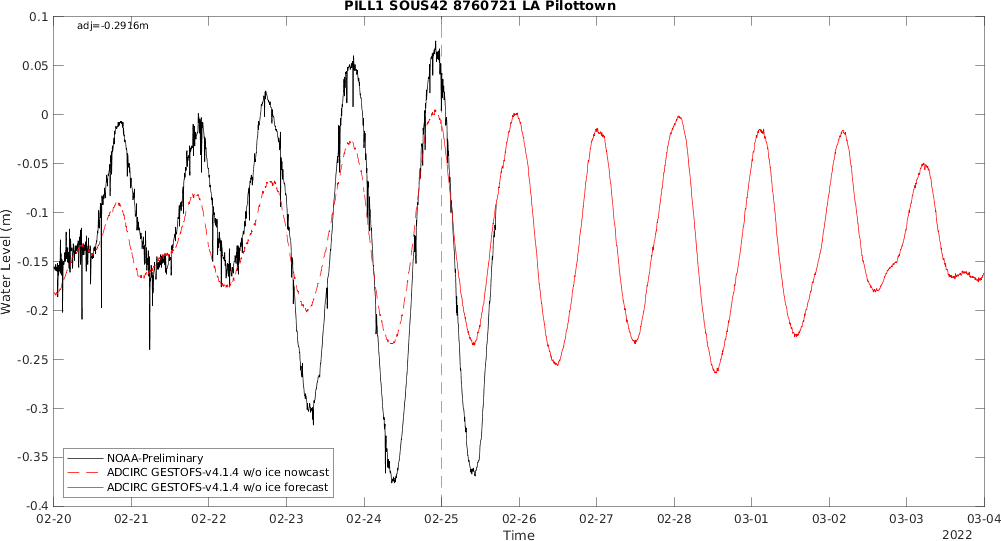 PILL1 SOUS42 8760721 LA Pilottown
adj=-0.2916m
0.1
0.05
0
-0.05
-0.1
-0.15
-0.2
-0.25
-0.3
-0.35
-0.4
Water Level (m)
NOAA-Preliminary
ADCIRC GESTOFS-v4.1.4 w/o ice nowcast
ADCIRC GESTOFS-v4.1.4 w/o ice forecast
02-20 02-21 02-22 02-23 02-24 02-25 02-26 02-27 02-28 03-01 03-02 03-03 03-04
Time
2022